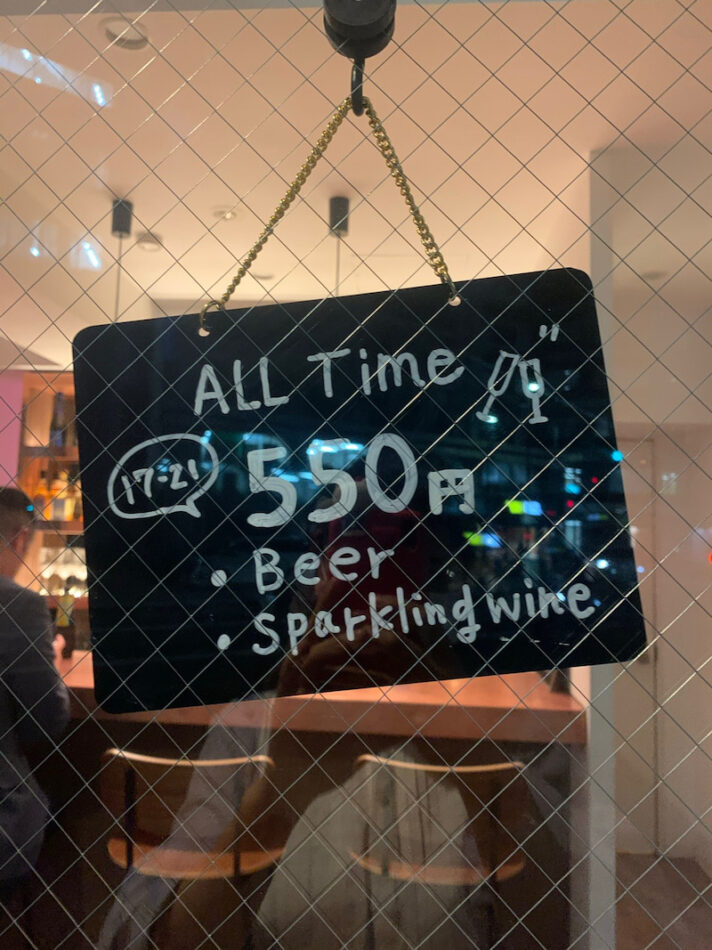 ALL Time
17-21
550円
• Beer
• Sparkling wine